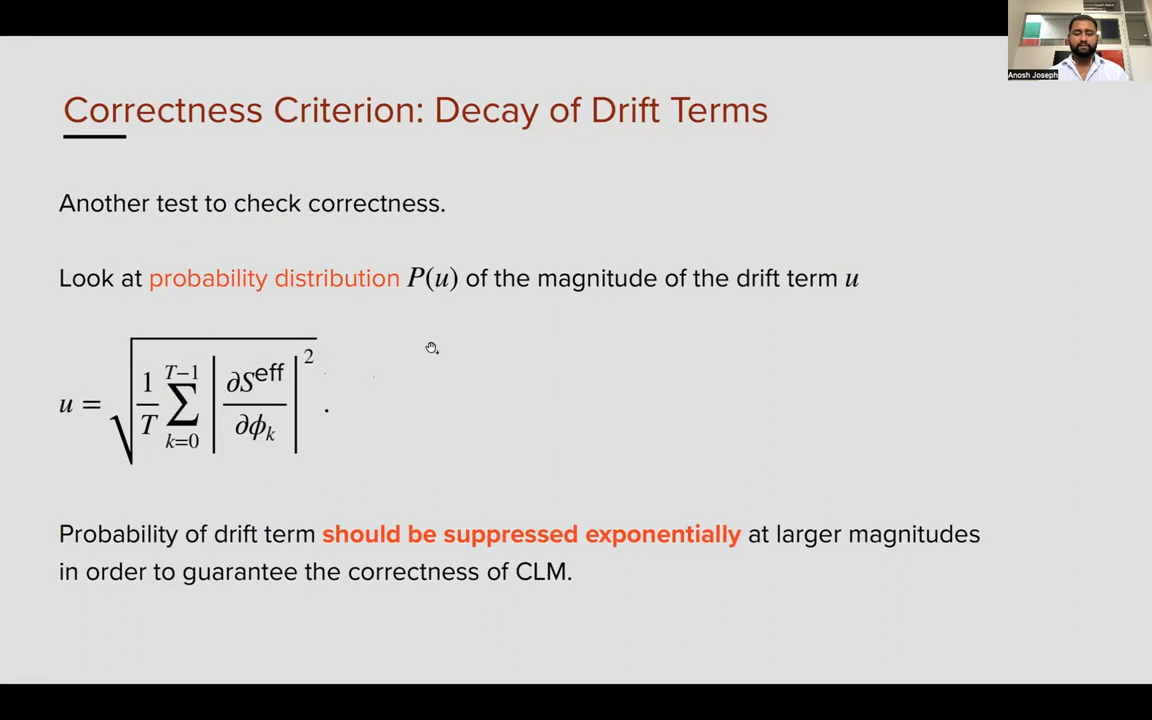 Anosh Joseph
Correctness Criterion: Decay of Drift Terms
Another test to check correctness.
Look at probability distribution P(u) of the magnitude of the drift term u
u = √(1/T ∑_{k=0}^{T−1} |∂S^eff/∂ϕ_k|²) .
Probability of drift term should be suppressed exponentially at larger magnitudes
in order to guarantee the correctness of CLM.